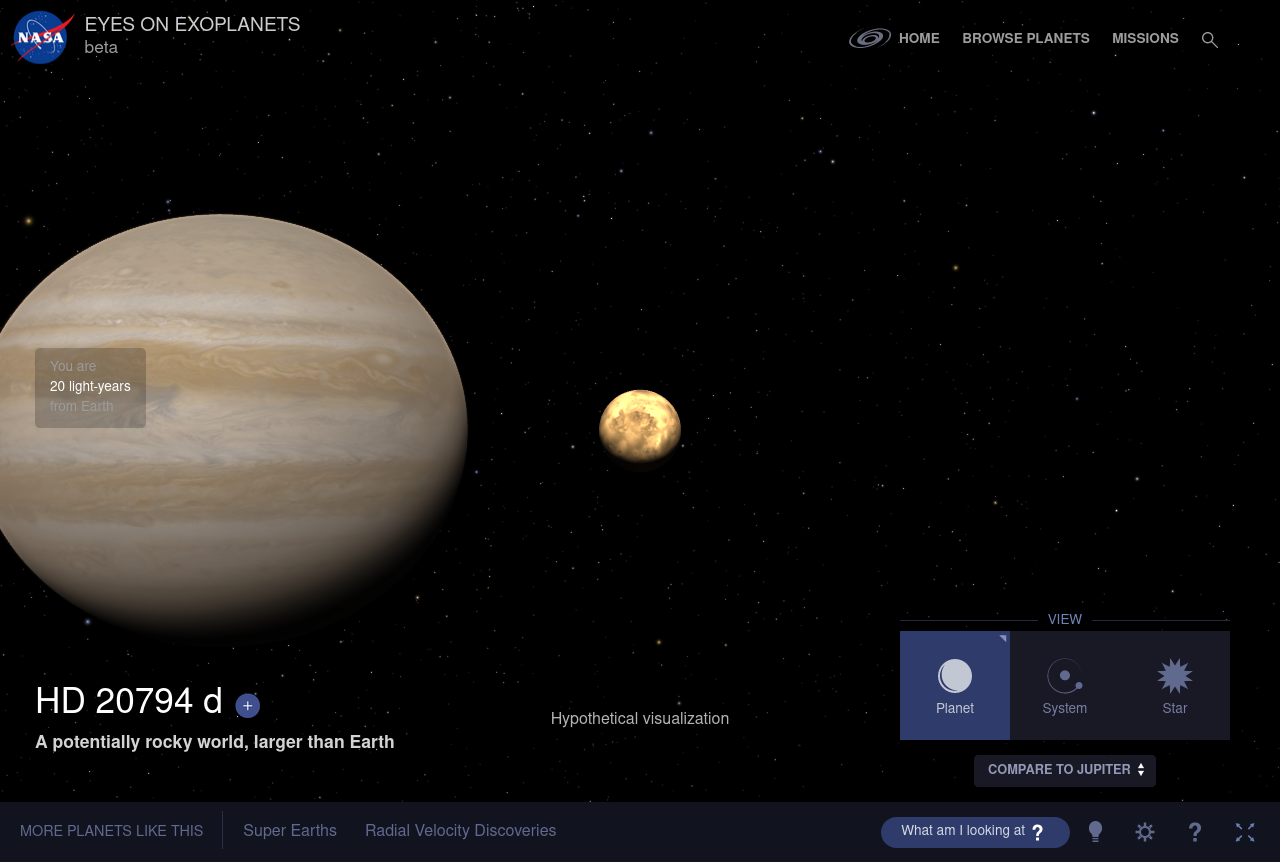 NASA
EYES ON EXOPLANETS
beta
HOME
BROWSE PLANETS
MISSIONS
You are
20 light-years
from Earth
HD 20794 d +
A potentially rocky world, larger than Earth
Hypothetical visualization
VIEW
Planet
System
Star
COMPARE TO JUPITER
MORE PLANETS LIKE THIS
Super Earths
Radial Velocity Discoveries
What am I looking at ?
?